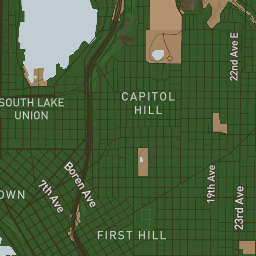 22nd Ave E
SOUTH LAKE
UNION
CAPITOL
HILL
Boren Ave
7th Ave
19th Ave
23rd Ave
OWN
FIRST HILL